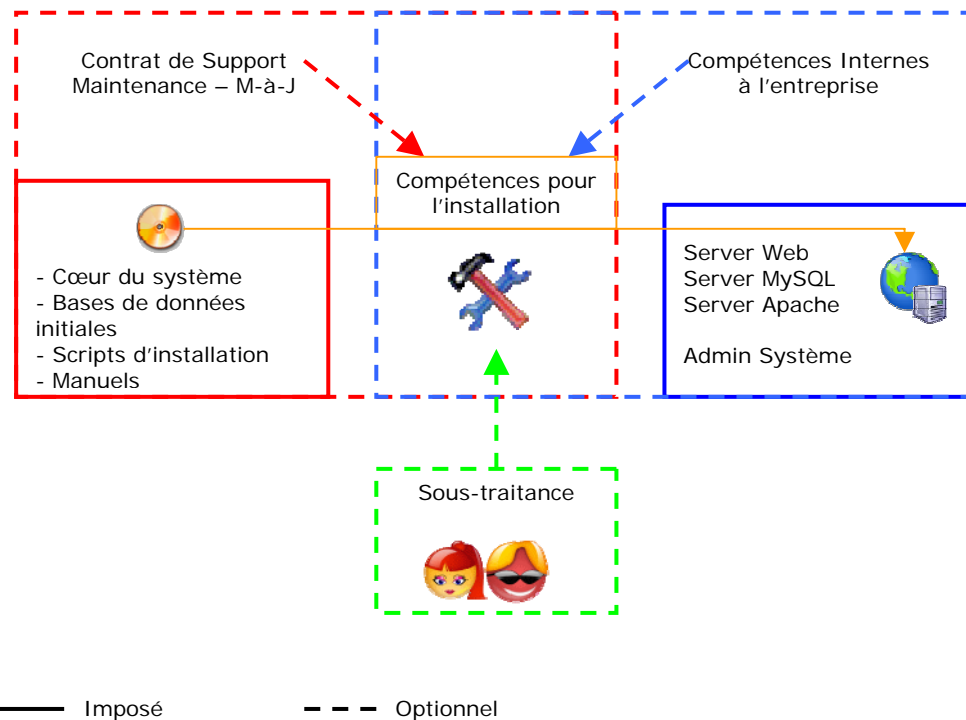 Contrat de Support
Maintenance – M-à-J
Compétences Internes
à l'entreprise
Compétences pour
l'installation
- Cœur du système
- Bases de données
initiales
- Scripts d'installation
- Manuels
Server Web
Server MySQL
Server Apache
Admin Système
Sous-traitance
Imposé
Optionnel